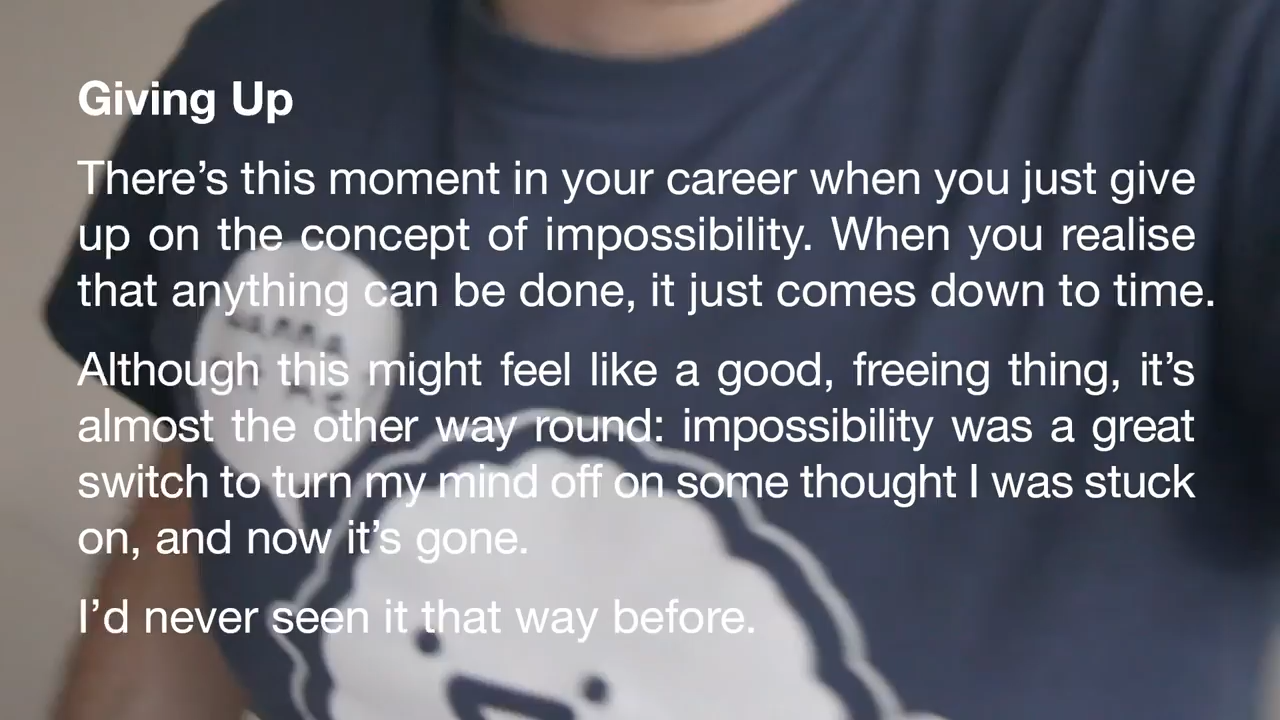 Giving Up
There’s this moment in your career when you just give
up on the concept of impossibility. When you realise
that anything can be done, it just comes down to time.
Although this might feel like a good, freeing thing, it’s
almost the other way round: impossibility was a great
switch to turn my mind off on some thought I was stuck
on, and now it’s gone.
I’d never seen it that way before.